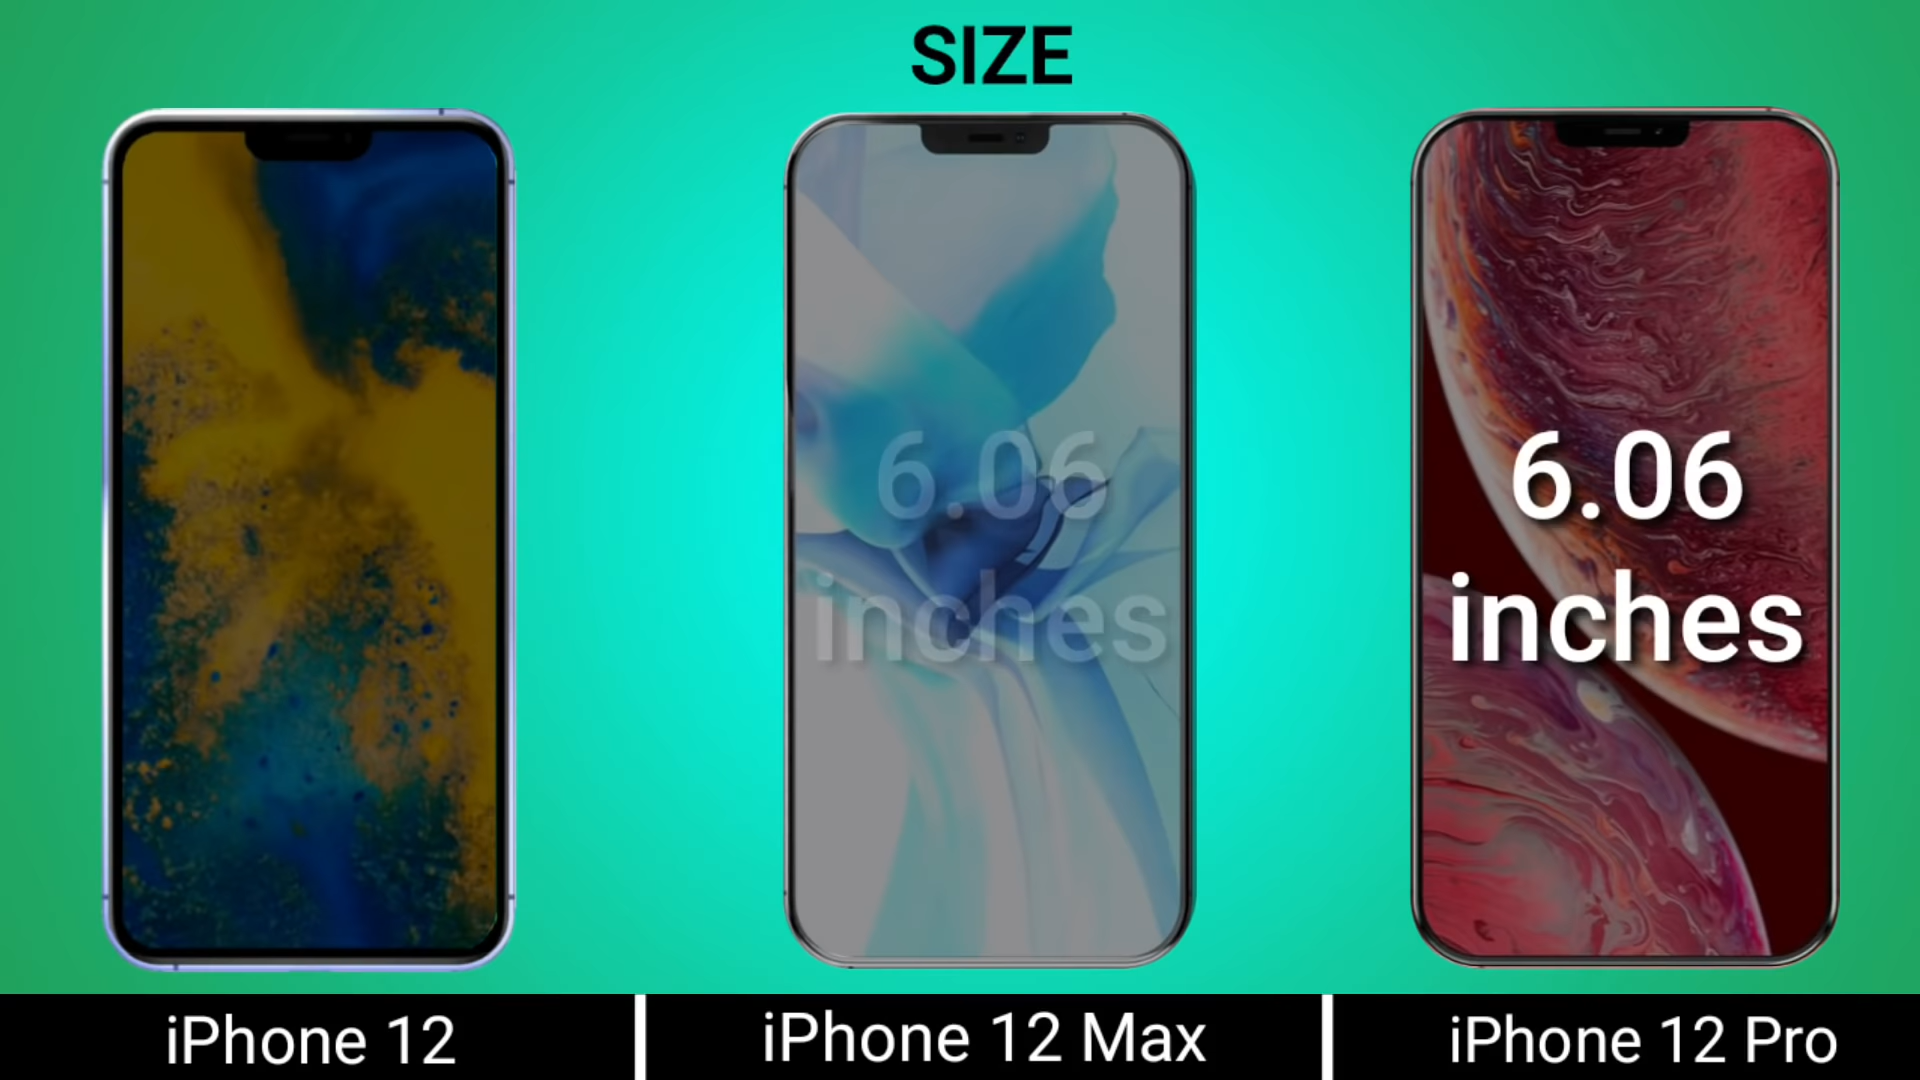 SIZE
6.06
inches
6.06
inches
iPhone 12
iPhone 12 Max
iPhone 12 Pro